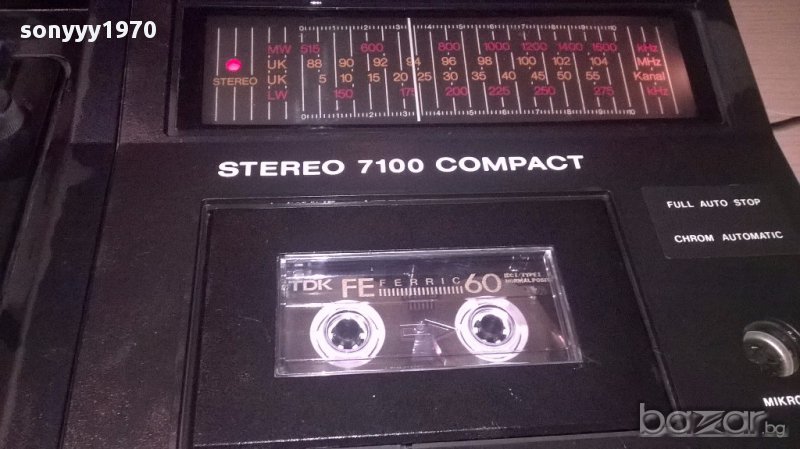 sonyyy1970
MW 515 600 800 1000 1200 1400 1600 kHz
UK 88 90 92 94 96 98 100 102 104 MHz
STEREO UK 5 10 15 20 25 30 35 40 45 50 55 Kanal
LW 150 175 200 225 250 275 kHz
STEREO 7100 COMPACT
FULL AUTO STOP
CHROM AUTOMATIC
TDK FE FERRIC 60 IEC I/TYPE I
NORMAL POSI
MIKRO
bazar.bg